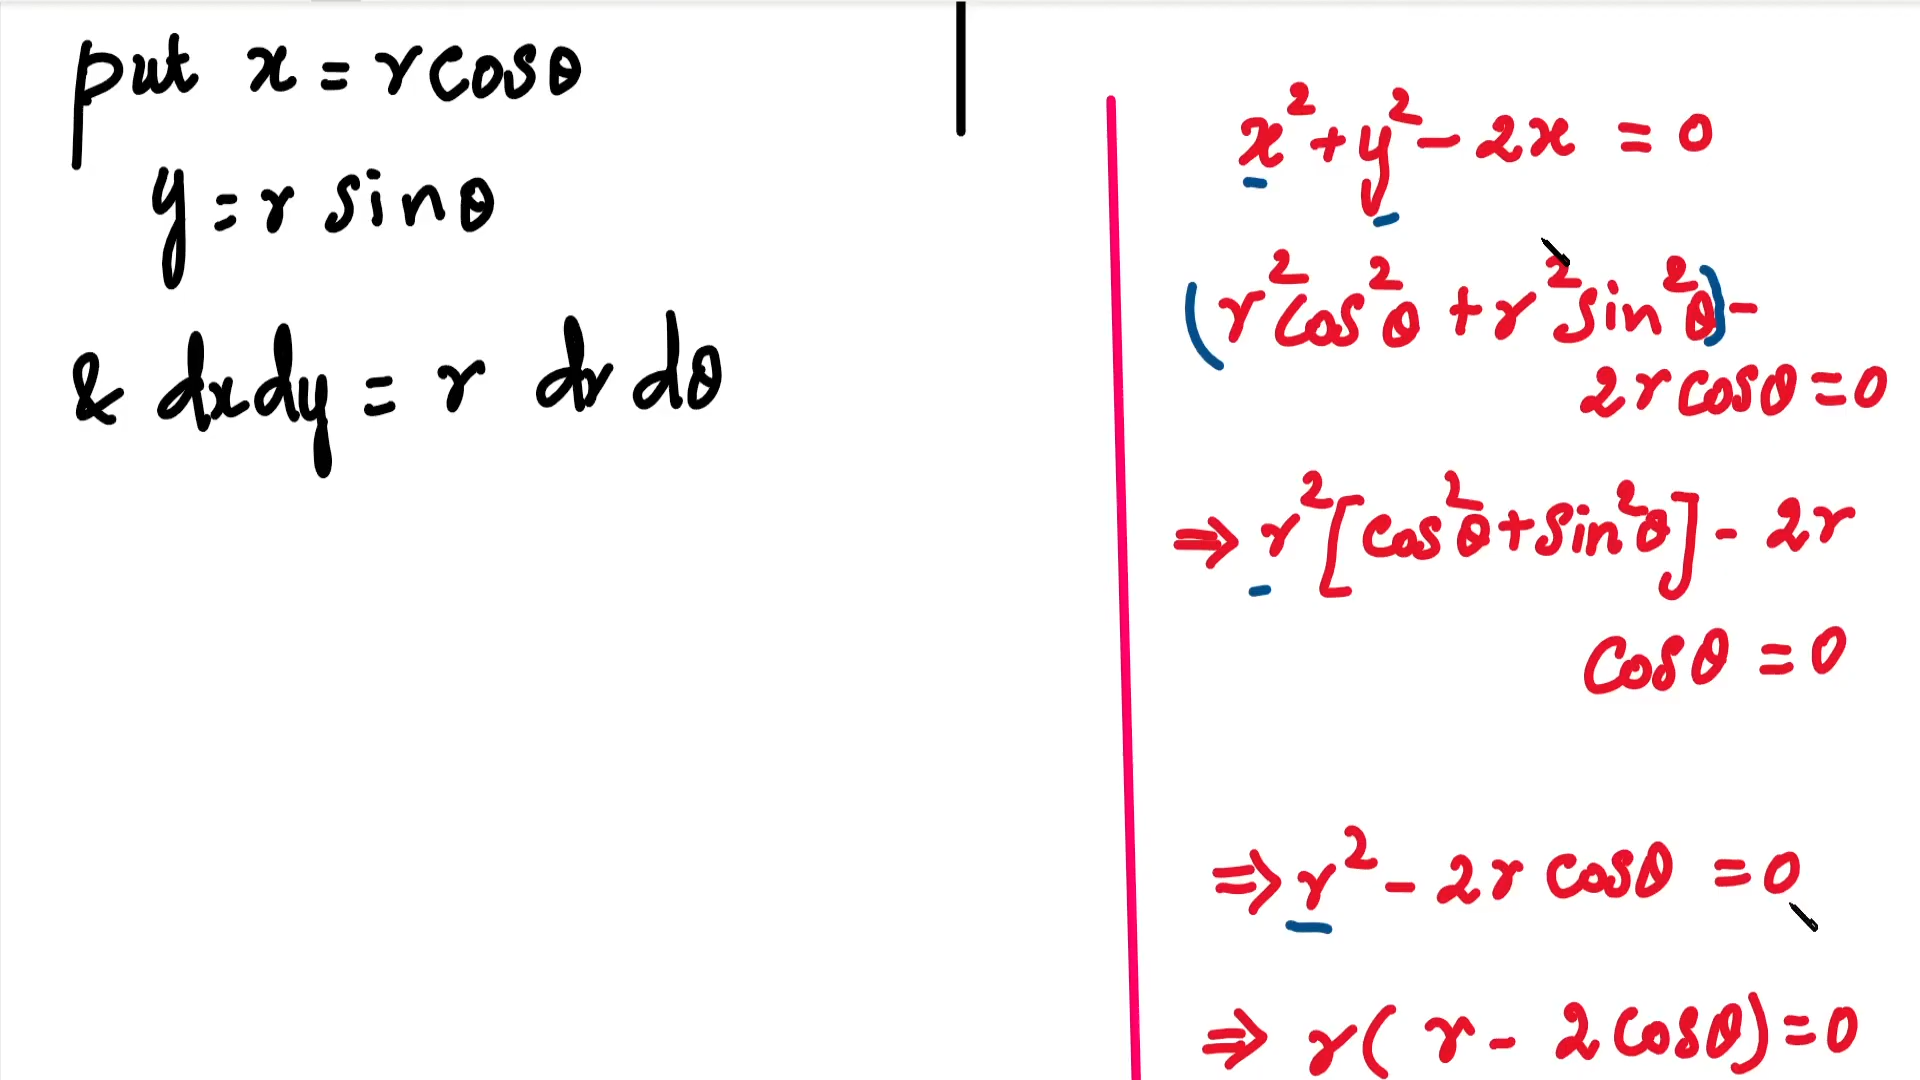 put x = r cosθ
y = r sinθ
& dxdy = r dr dθ
x² + y² - 2x = 0
(r²cos²θ + r²sin²θ) -
2r cosθ = 0
⇒ r²[cos²θ + sin²θ] - 2r
cosθ = 0
⇒ r² - 2r cosθ = 0
⇒ r( r - 2cosθ) = 0